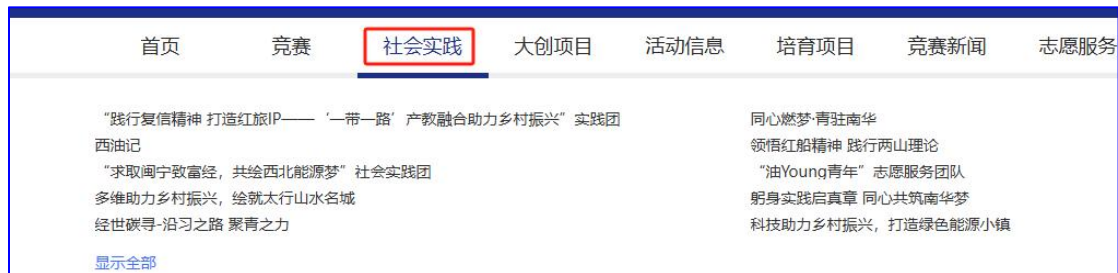 首页 竞赛 社会实践 大创项目 活动信息 培育项目 竞赛新闻 志愿服务
“践行复信精神 打造红旅IP——‘一带一路’产教融合助力乡村振兴”实践团
西油记
“求取闽宁致富经，共绘西北能源梦”社会实践团
多维助力乡村振兴，绘就太行山水名城
经世碳寻-沿习之路 聚青之力
显示全部
同心燃梦·青驻南华
领悟红船精神 践行两山理论
“油Young青年”志愿服务团队
躬身实践启真章 同心共筑南华梦
科技助力乡村振兴，打造绿色能源小镇